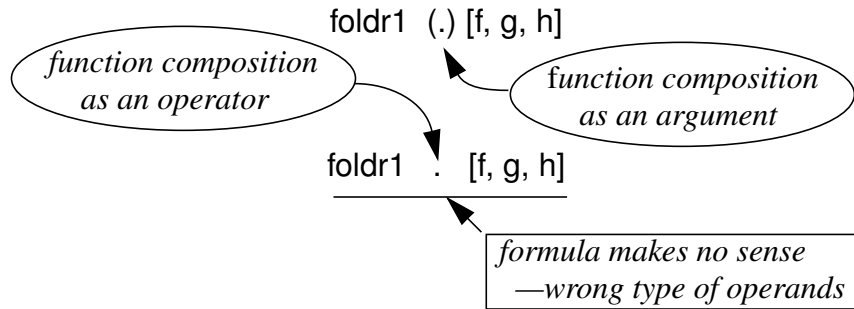 foldr1 (.) [f, g, h]
function composition
as an operator
function composition
as an argument
foldr1 . [f, g, h]
formula makes no sense
—wrong type of operands